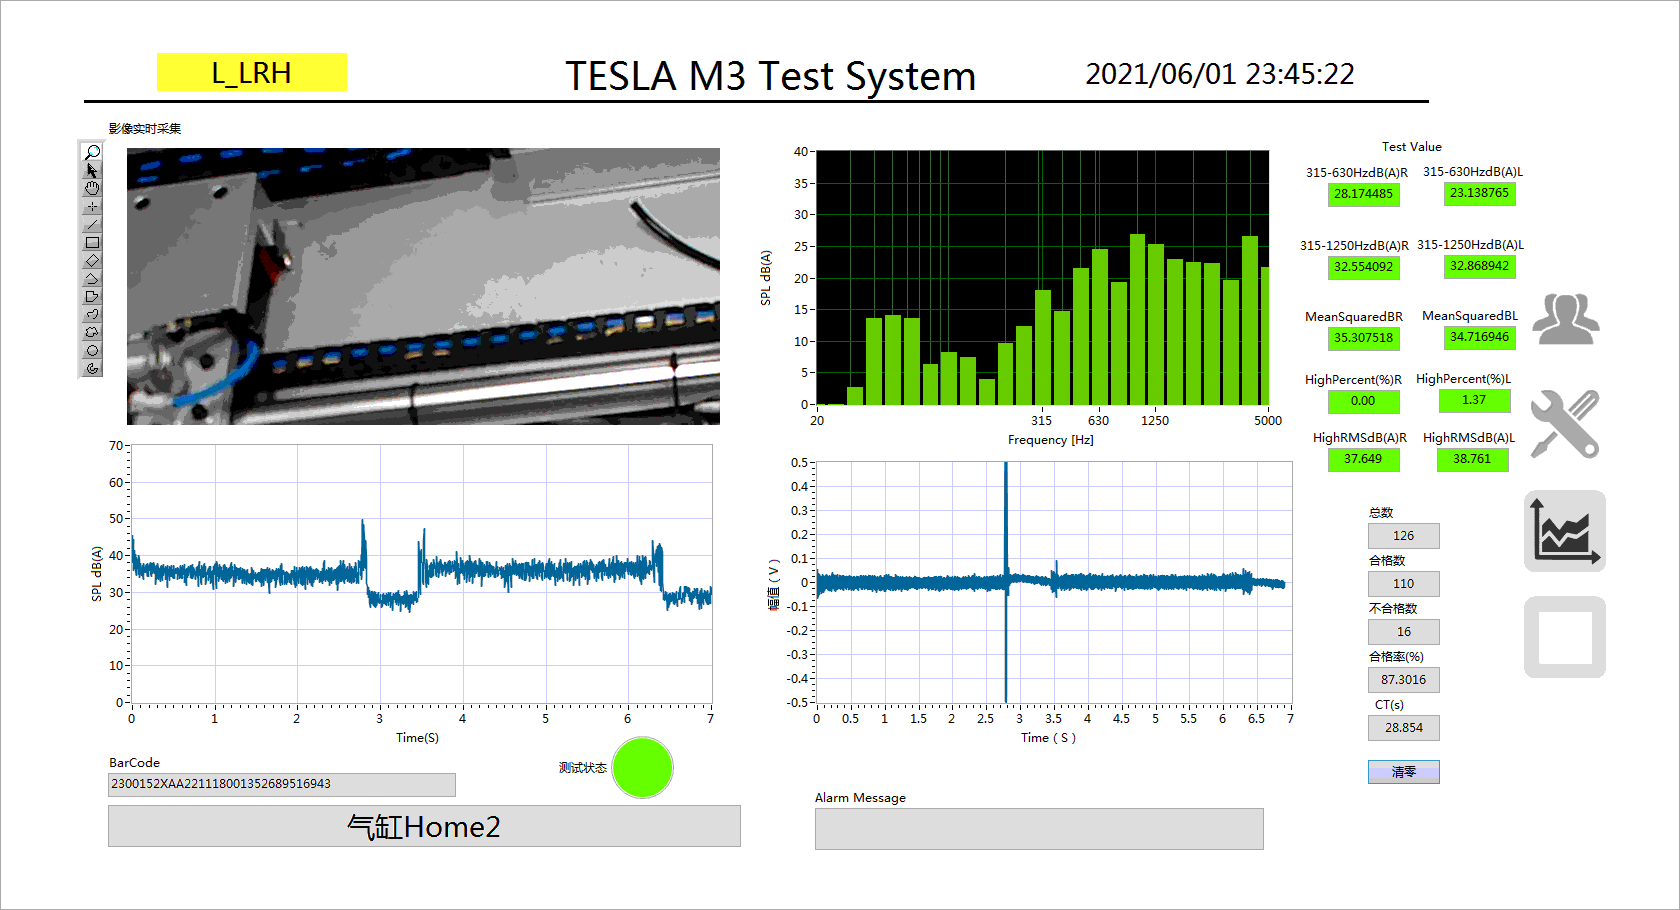 L_LRH
TESLA M3 Test System
2021/06/01 23:45:22
影像实时采集
40
35
30
25
20
15
10
5
0
SPL dB(A)
20
315
630
1250
5000
Frequency [Hz]
Test Value
315-630HzdB(A)R
315-630HzdB(A)L
28.174485
23.138765
315-1250HzdB(A)R
315-1250HzdB(A)L
32.554092
32.868942
MeanSquaredBR
MeanSquaredBL
35.307518
34.716946
HighPercent(%)R
HighPercent(%)L
0.00
1.37
HighRMSdB(A)R
HighRMSdB(A)L
37.649
38.761
70
60
50
40
30
20
10
0
SPL dB(A)
0
1
2
3
4
5
6
7
Time(S)
0.5
0.4
0.3
0.2
0.1
0
-0.1
-0.2
-0.3
-0.4
-0.5
幅值 ( V )
0
0.5
1
1.5
2
2.5
3
3.5
4
4.5
5
5.5
6
6.5
7
Time ( S )
总数
126
合格数
110
不合格数
16
合格率(%)
87.3016
CT(s)
28.854
清零
BarCode
2300152XAA221118001352689516943
测试状态
气缸Home2
Alarm Message